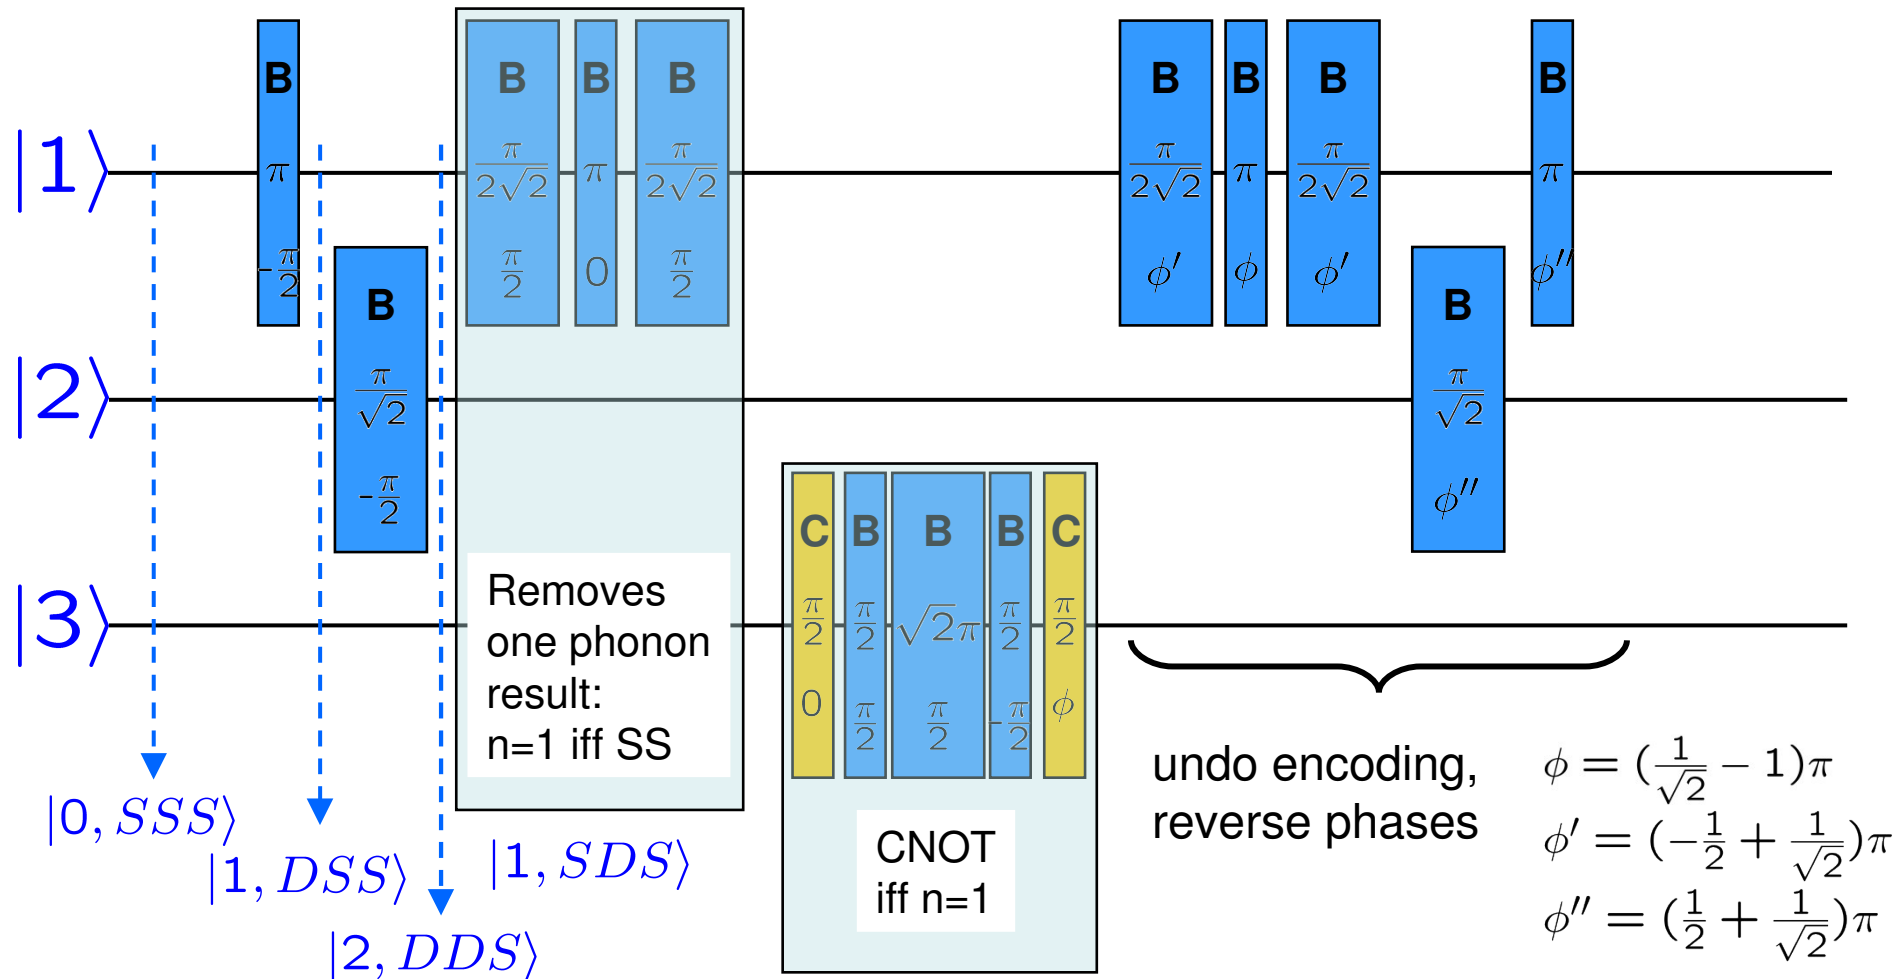 |1⟩
B
π
-π/2
B
π/(2√2)
π/2
B
π
0
B
π/(2√2)
π/2
B
π/(2√2)
φ′
B
π
φ
B
π/(2√2)
φ′
B
π
φ″
|2⟩
B
π/√2
-π/2
B
π/√2
φ″
|3⟩
Removes
one phonon
result:
n=1 iff SS
C
π/2
0
B
π/2
π/2
B
√2π
π/2
B
π/2
-π/2
C
π/2
φ
CNOT
iff n=1
|0, SSS⟩
|1, DSS⟩
|2, DDS⟩
|1, SDS⟩
undo encoding,
reverse phases
φ = (1/√2 − 1)π
φ′ = (−1/2 + 1/√2)π
φ″ = (1/2 + 1/√2)π